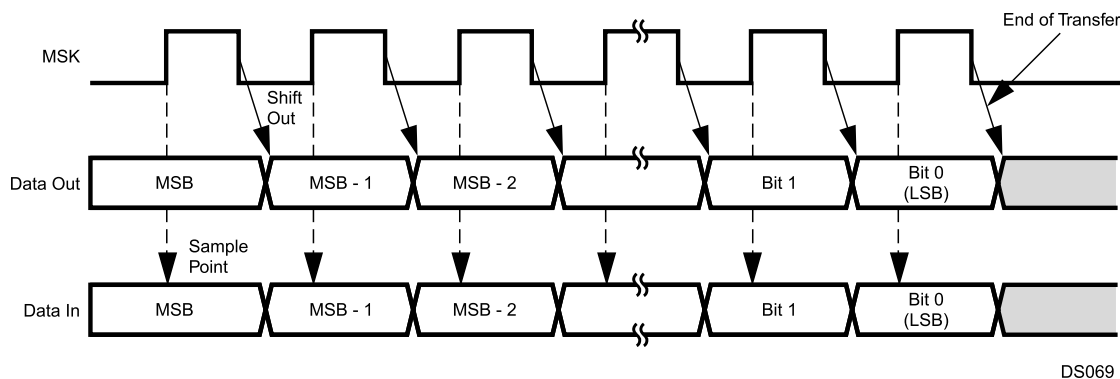 End of Transfer
MSK
Shift
Out
Data Out
MSB
MSB - 1
MSB - 2
Bit 1
Bit 0
(LSB)
Sample
Point
Data In
MSB
MSB - 1
MSB - 2
Bit 1
Bit 0
(LSB)
DS069